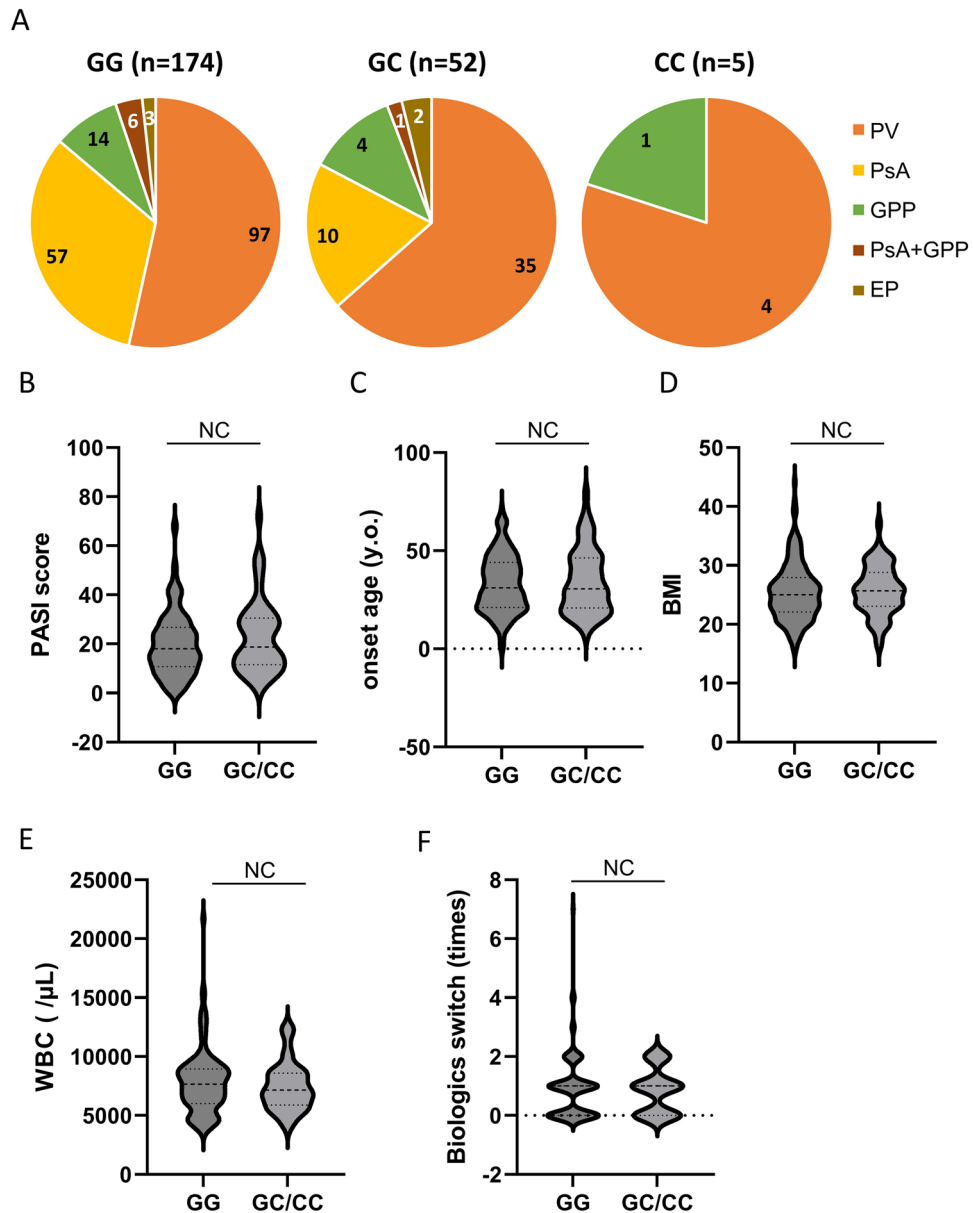 A
GG (n=174)
GC (n=52)
CC (n=5)
14
6
3
57
97
4
1
2
10
35
1
4
PV
PsA
GPP
PsA+GPP
EP
B
NC
PASI score
100
80
60
40
20
0
-20
GG
GC/CC
C
NC
onset age (y.o.)
100
50
0
-50
GG
GC/CC
D
NC
BMI
50
40
30
20
10
0
GG
GC/CC
E
NC
WBC ( /μL)
25000
20000
15000
10000
5000
0
GG
GC/CC
F
NC
Biologics switch (times)
8
6
4
2
0
-2
GG
GC/CC